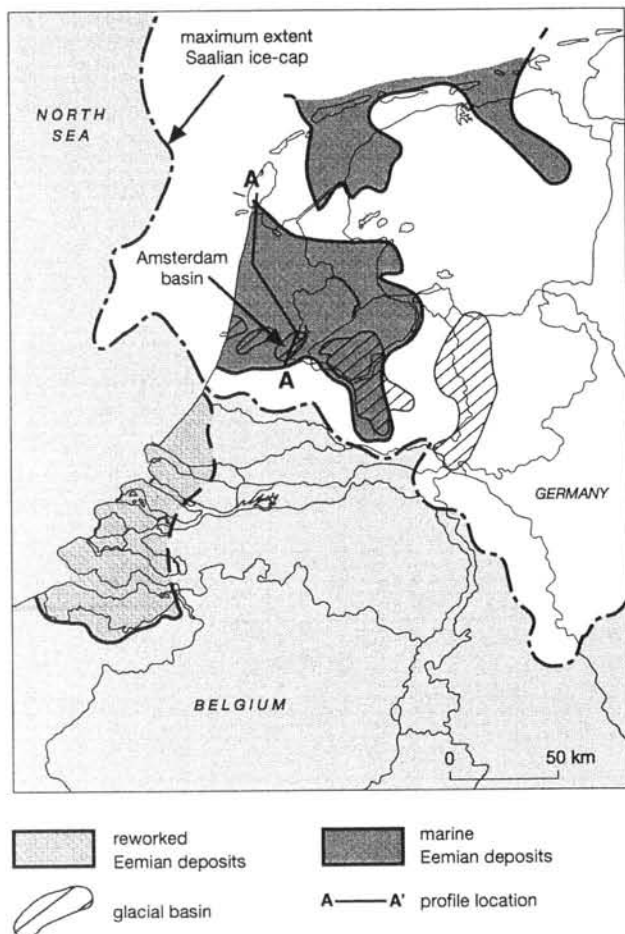 maximum extent
Saalian ice-cap
NORTH
SEA
A'
Amsterdam
basin
A
GERMANY
BELGIUM
0 50 km
reworked
Eemian deposits
marine
Eemian deposits
glacial basin
A A' profile location